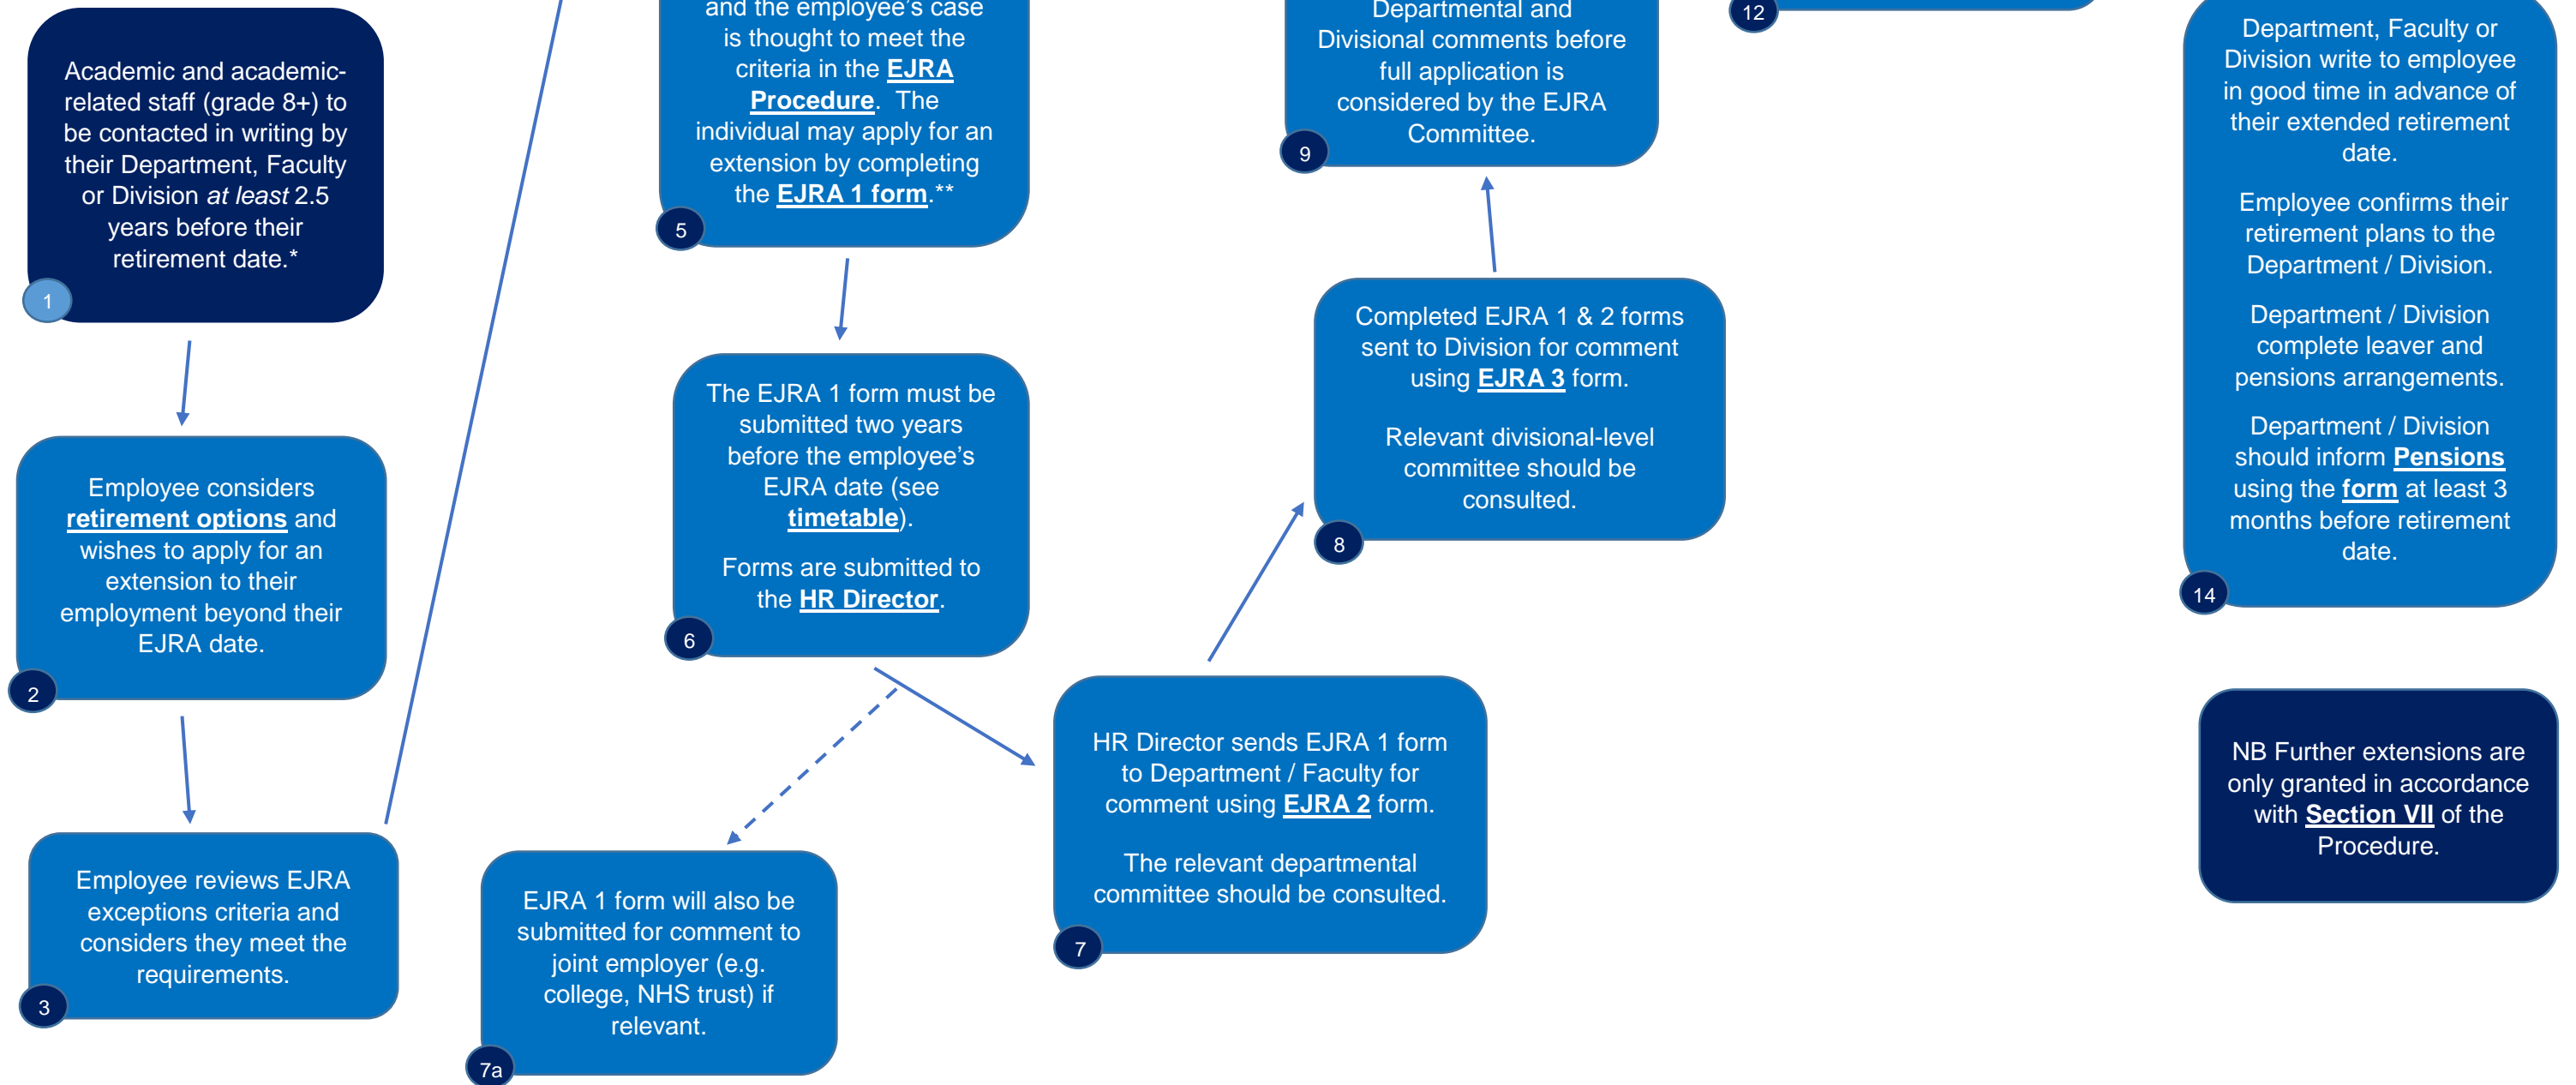 Academic and academic-
related staff (grade 8+) to
be contacted in writing by
their Department, Faculty
or Division at least 2.5
years before their
retirement date.*
1
Employee considers
retirement options and
wishes to apply for an
extension to their
employment beyond their
EJRA date.
2
Employee reviews EJRA
exceptions criteria and
considers they meet the
requirements.
3
and the employee's case
is thought to meet the
criteria in the EJRA
Procedure. The
individual may apply for an
extension by completing
the EJRA 1 form.**
5
The EJRA 1 form must be
submitted two years
before the employee's
EJRA date (see
timetable).
Forms are submitted to
the HR Director.
6
HR Director sends EJRA 1 form
to Department / Faculty for
comment using EJRA 2 form.
The relevant departmental
committee should be consulted.
7
EJRA 1 form will also be
submitted for comment to
joint employer (e.g.
college, NHS trust) if
relevant.
7a
Completed EJRA 1 & 2 forms
sent to Division for comment
using EJRA 3 form.
Relevant divisional-level
committee should be
consulted.
8
Departmental and
Divisional comments before
full application is
considered by the EJRA
Committee.
9
12
Department, Faculty or
Division write to employee
in good time in advance of
their extended retirement
date.
Employee confirms their
retirement plans to the
Department / Division.
Department / Division
complete leaver and
pensions arrangements.
Department / Division
should inform Pensions
using the form at least 3
months before retirement
date.
14
NB Further extensions are
only granted in accordance
with Section VII of the
Procedure.